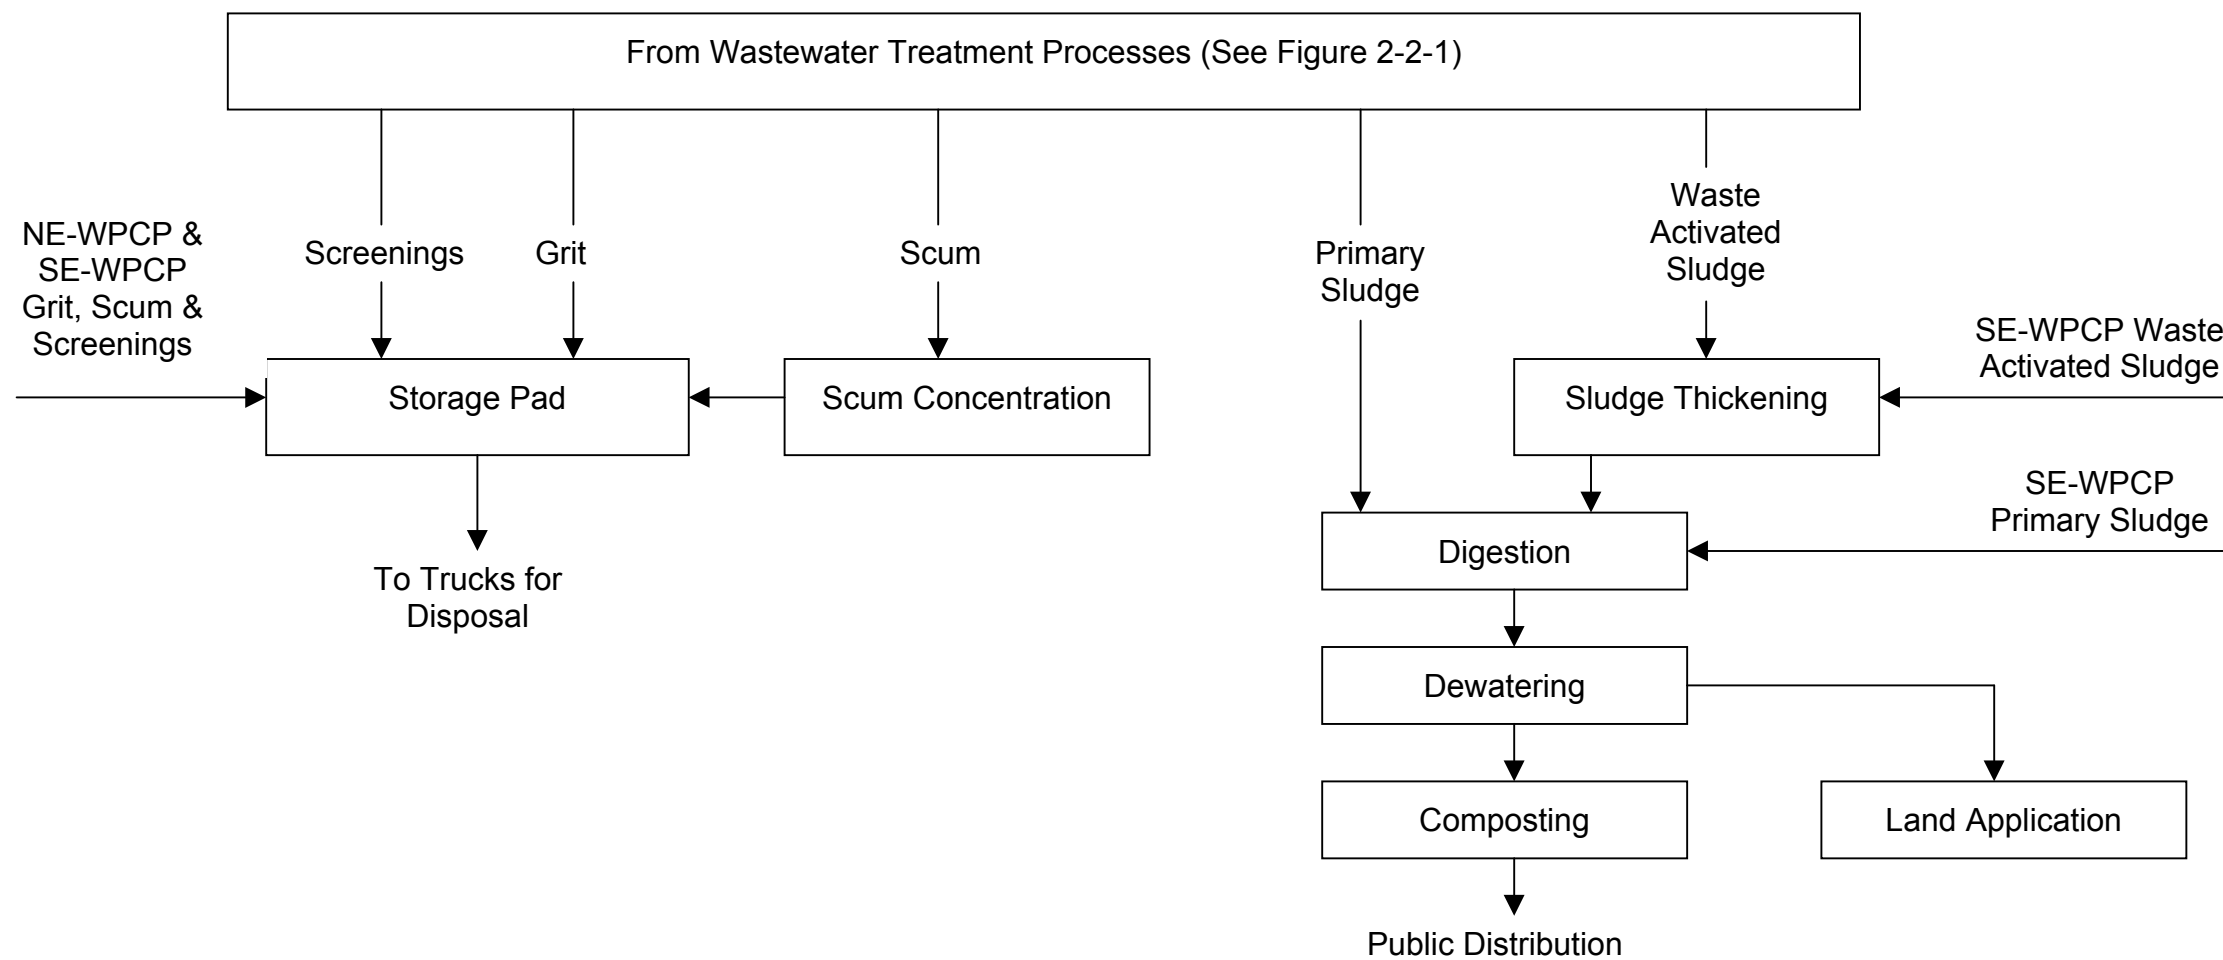 From Wastewater Treatment Processes (See Figure 2-2-1)
NE-WPCP &
SE-WPCP
Grit, Scum &
Screenings
Screenings
Grit
Scum
Primary
Sludge
Waste
Activated
Sludge
SE-WPCP Waste
Activated Sludge
Storage Pad
Scum Concentration
Sludge Thickening
SE-WPCP
Primary Sludge
To Trucks for
Disposal
Digestion
Dewatering
Composting
Land Application
Public Distribution